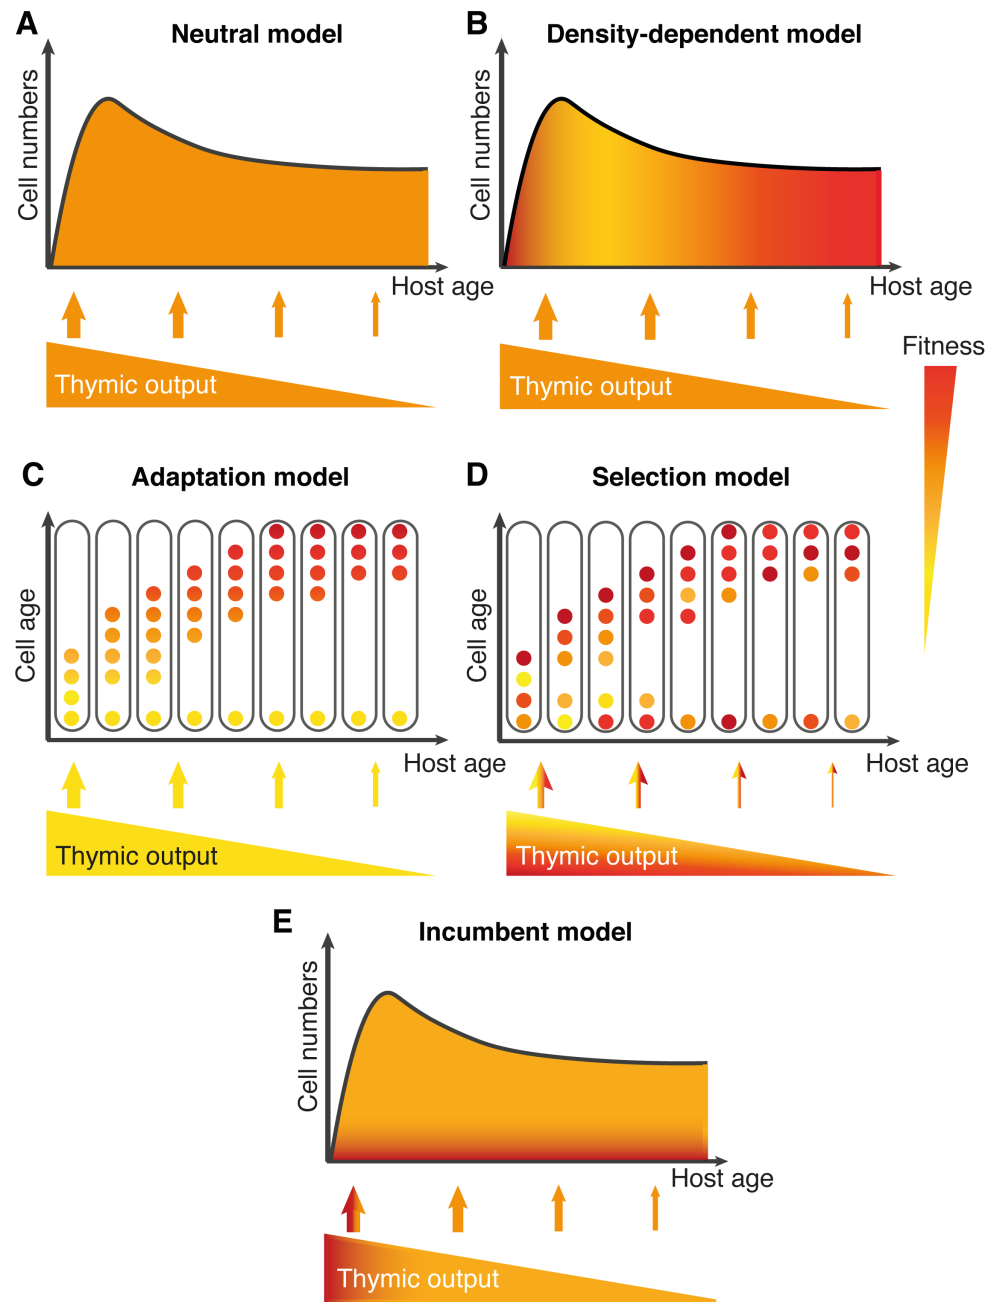 A
Neutral model
Cell numbers
Host age
Thymic output
B
Density-dependent model
Cell numbers
Host age
Thymic output
Fitness
C
Adaptation model
Cell age
Host age
Thymic output
D
Selection model
Cell age
Host age
Thymic output
E
Incumbent model
Cell numbers
Host age
Thymic output